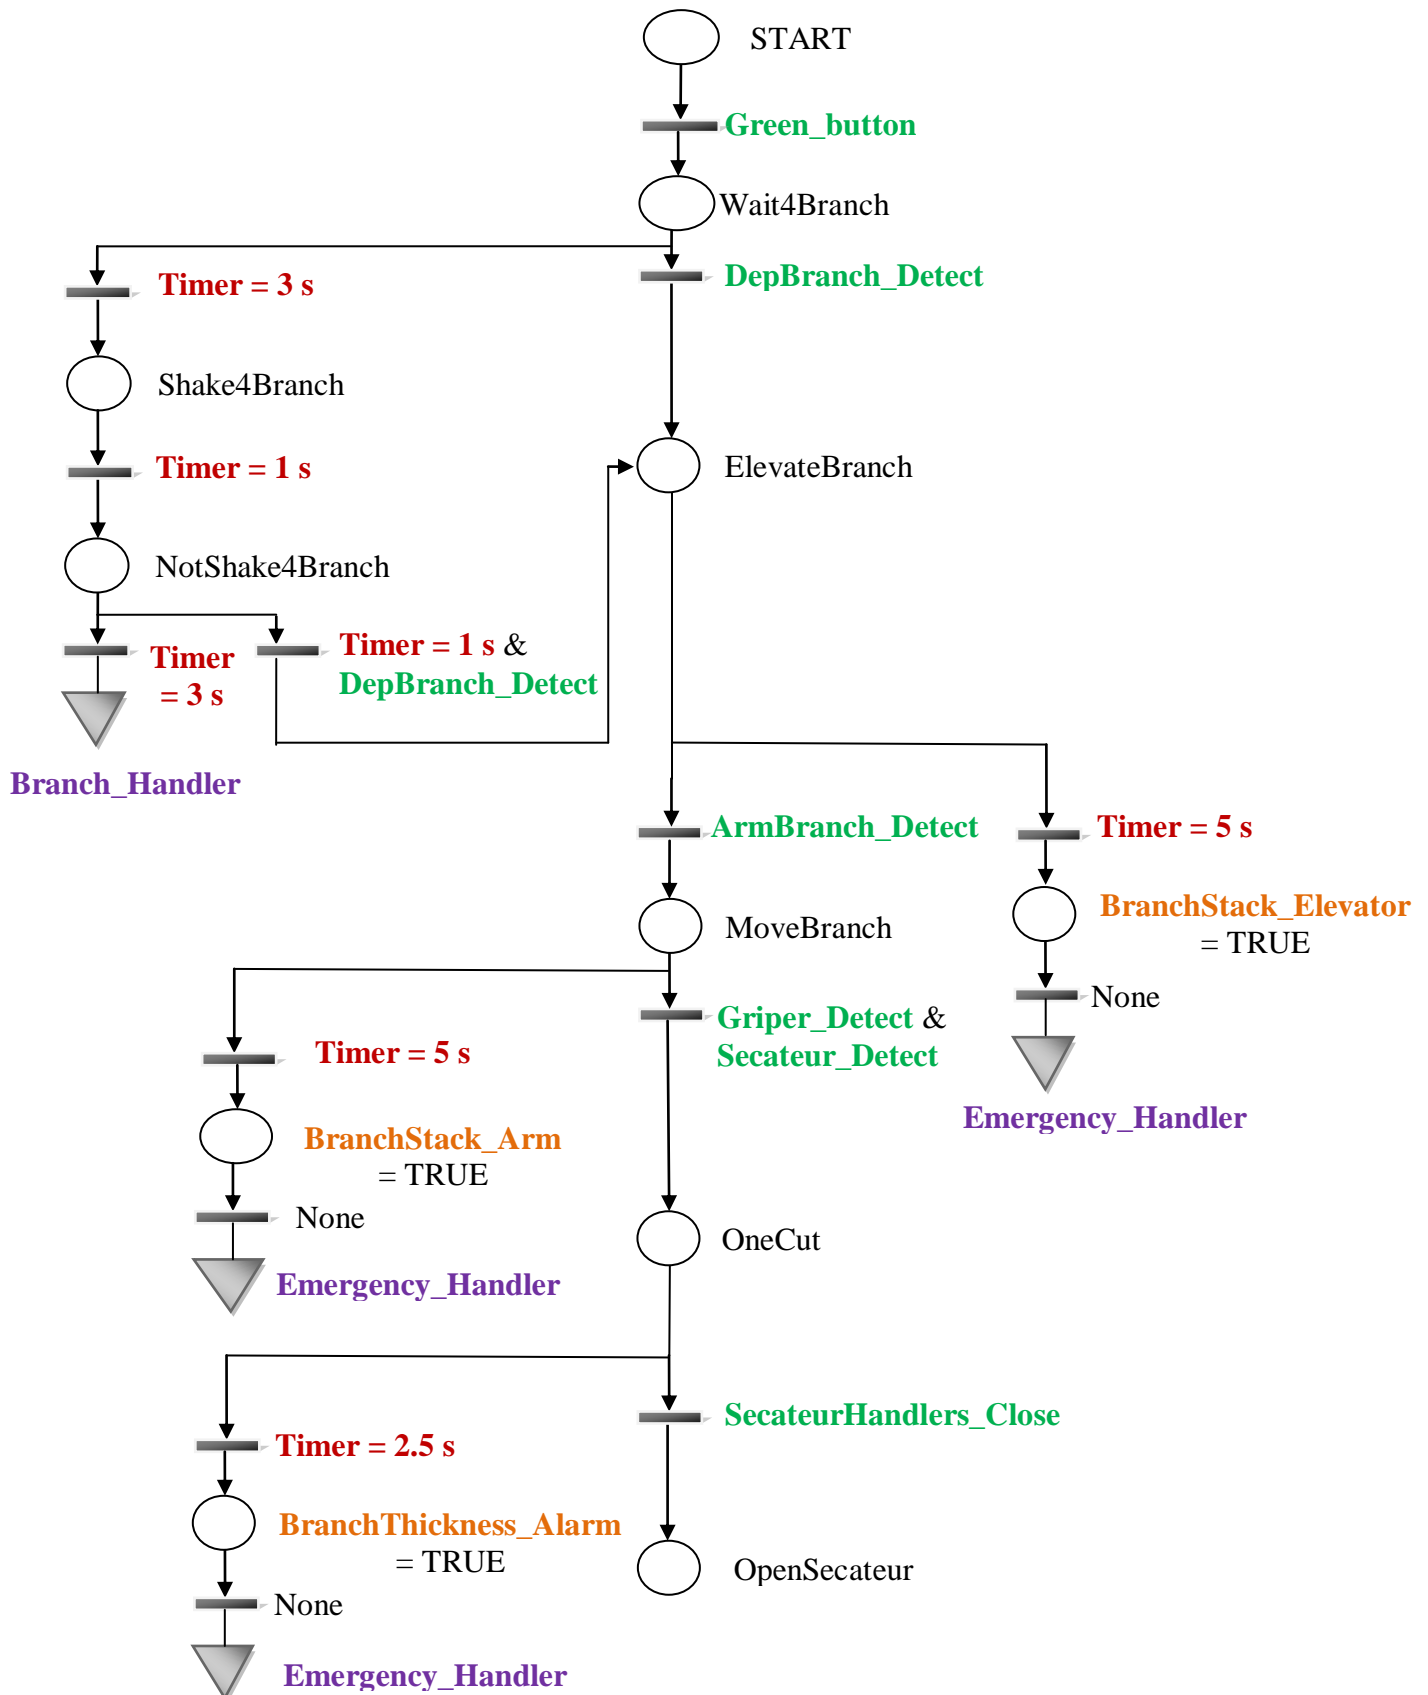 START
Green_button
Wait4Branch
Timer = 3 s
DepBranch_Detect
Shake4Branch
Timer = 1 s
ElevateBranch
NotShake4Branch
Timer
= 3 s
Timer = 1 s &
DepBranch_Detect
Branch_Handler
ArmBranch_Detect
Timer = 5 s
MoveBranch
BranchStack_Elevator
= TRUE
None
Griper_Detect &
Secateur_Detect
Timer = 5 s
Emergency_Handler
BranchStack_Arm
= TRUE
None
OneCut
Emergency_Handler
SecateurHandlers_Close
Timer = 2.5 s
BranchThickness_Alarm
= TRUE
OpenSecateur
None
Emergency_Handler